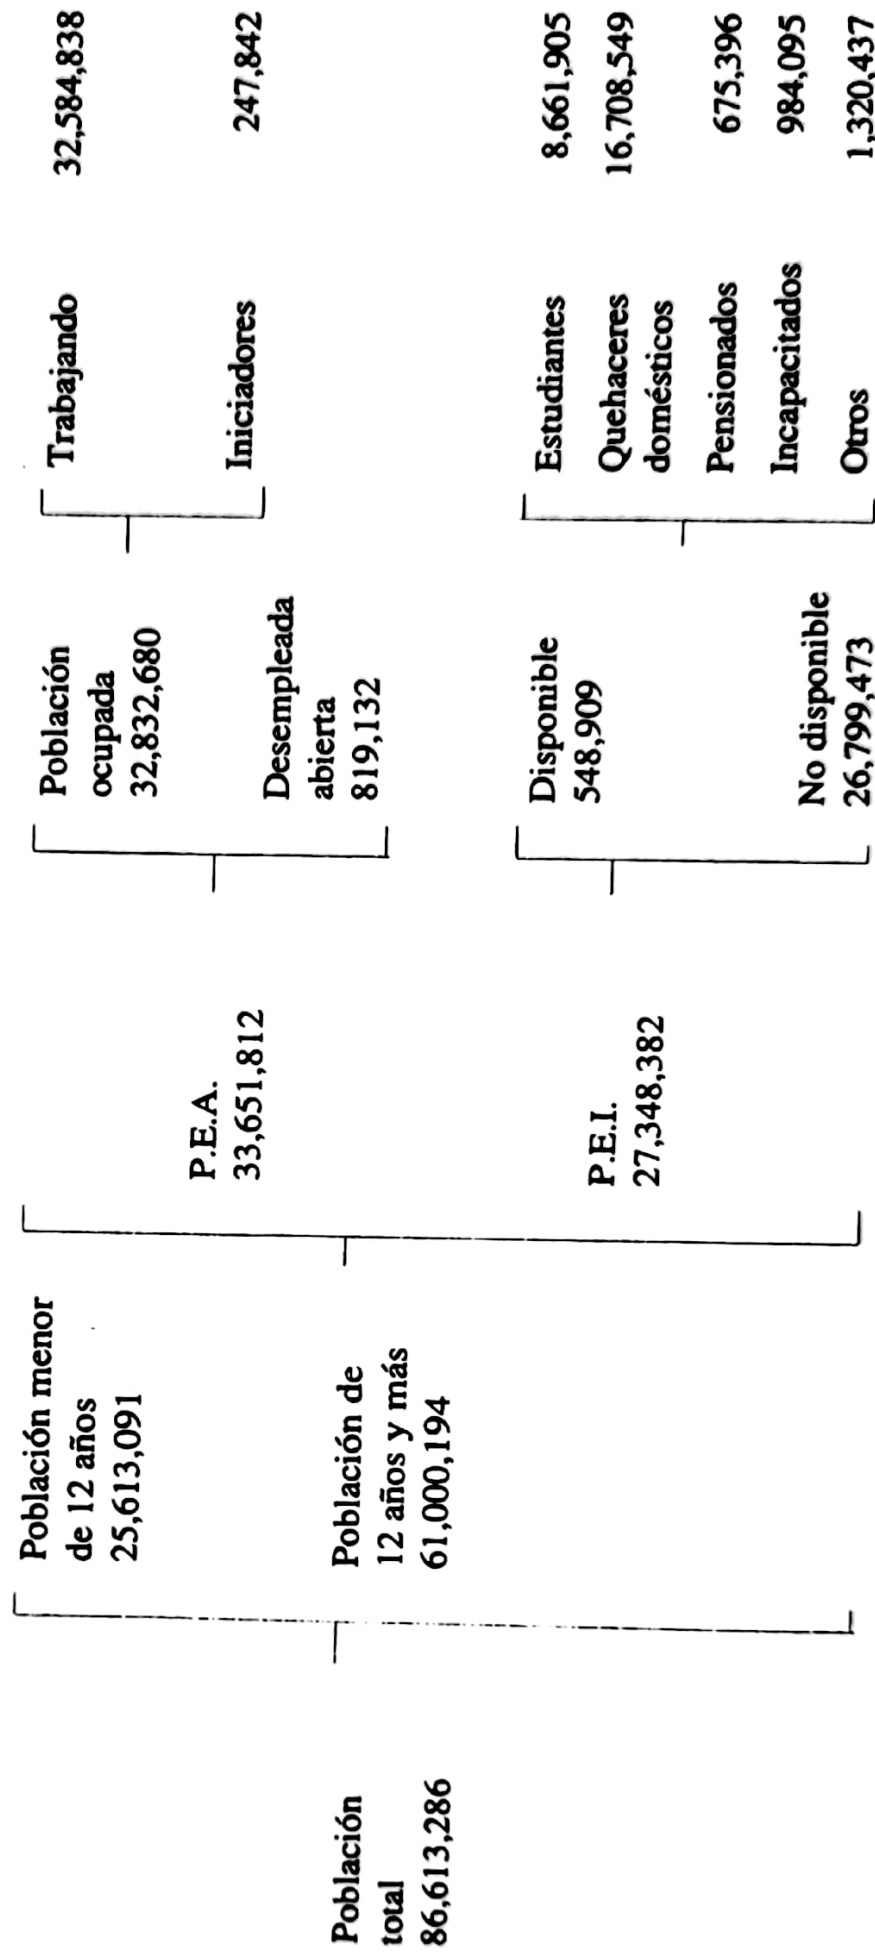 Población
total
86,613,286
Población menor
de 12 años
25,613,091
Población de
12 años y más
61,000,194
P.E.A.
33,651,812
P.E.I.
27,348,382
Población
ocupada
32,832,680
Desempleada
abierta
819,132
Disponible
548,909
No disponible
26,799,473
Trabajando 32,584,838
Iniciadores 247,842
Estudiantes 8,661,905
Quehaceres 16,708,549
domésticos
Pensionados 675,396
Incapacitados 984,095
Otros 1,320,437